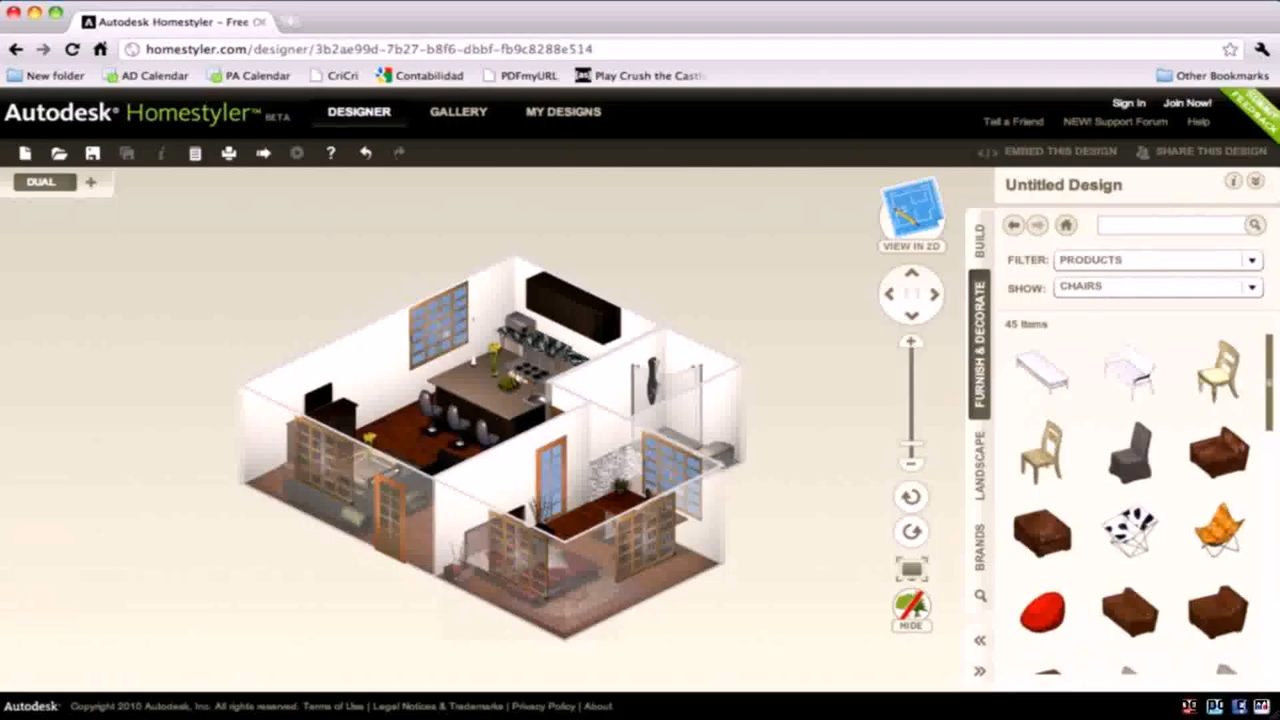 Autodesk Homestyler – Free
homestyler.com/designer/3b2ae99d-7b27-b8f6-dbbf-fb9c8288e514
New folder AD Calendar PA Calendar CriCri Contabilidad PDFmyURL Play Crush the Castle Other Bookmarks
Autodesk® Homestyler™ BETA DESIGNER GALLERY MY DESIGNS
Sign In Join Now!
Tell a Friend NEW! Support Forum Help
FEEDBACK
? EMBED THIS DESIGN SHARE THIS DESIGN
DUAL +
Untitled Design
VIEW IN 2D
BUILD
FURNISH & DECORATE
LANDSCAPE
BRANDS
FILTER: PRODUCTS
SHOW: CHAIRS
45 Items
HIDE
Autodesk® Copyright 2010 Autodesk, Inc. All rights reserved. Terms of Use | Legal Notices & Trademarks | Privacy Policy | About